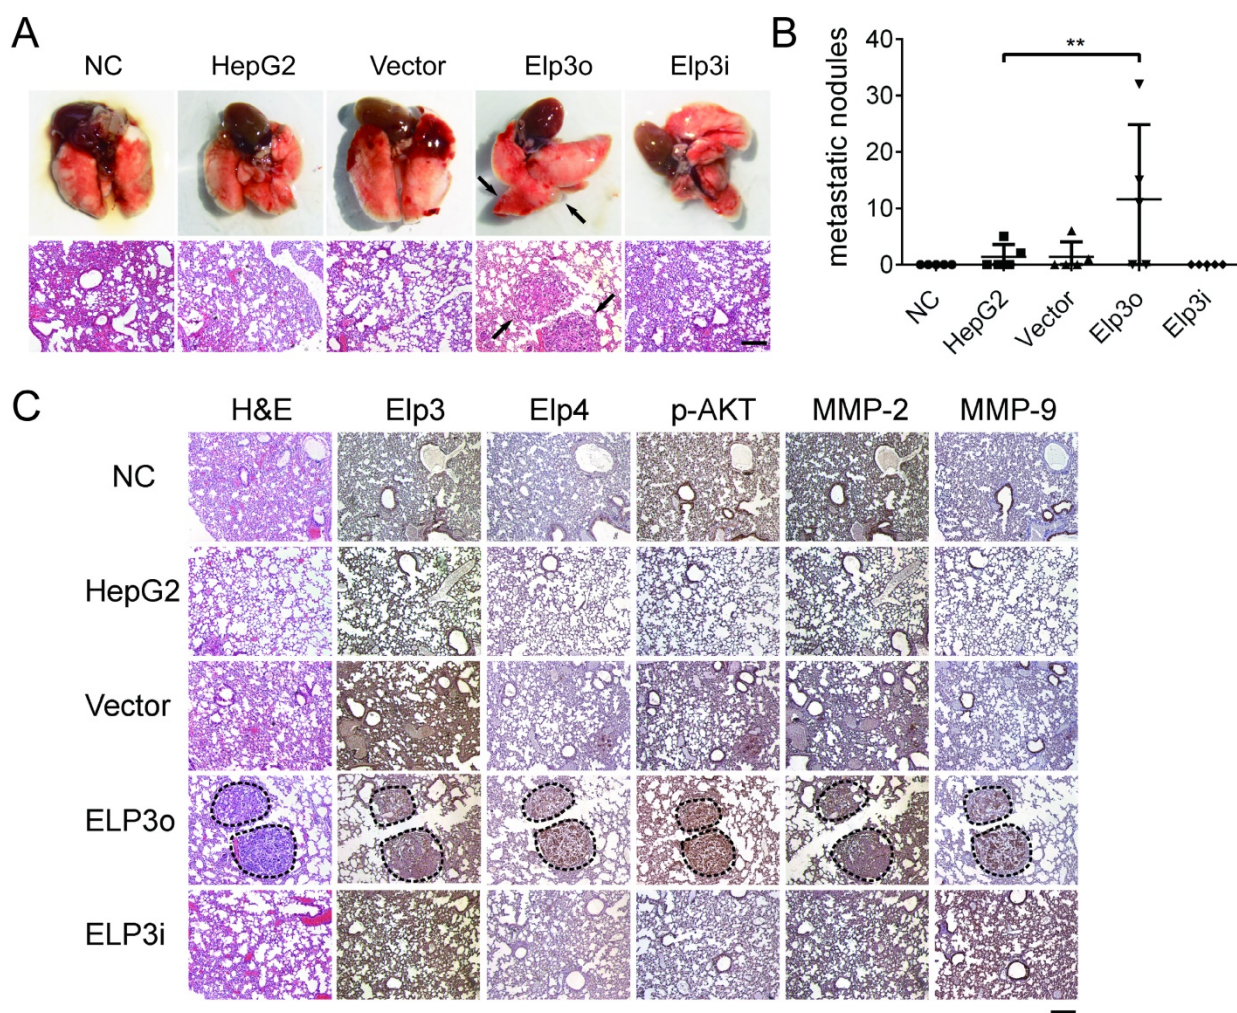 A
NC HepG2 Vector Elp3o Elp3i
B
metastatic nodules
40
30
20
10
0
**
NC HepG2 Vector Elp3o Elp3i
C
H&E Elp3 Elp4 p-AKT MMP-2 MMP-9
NC
HepG2
Vector
ELP3o
ELP3i